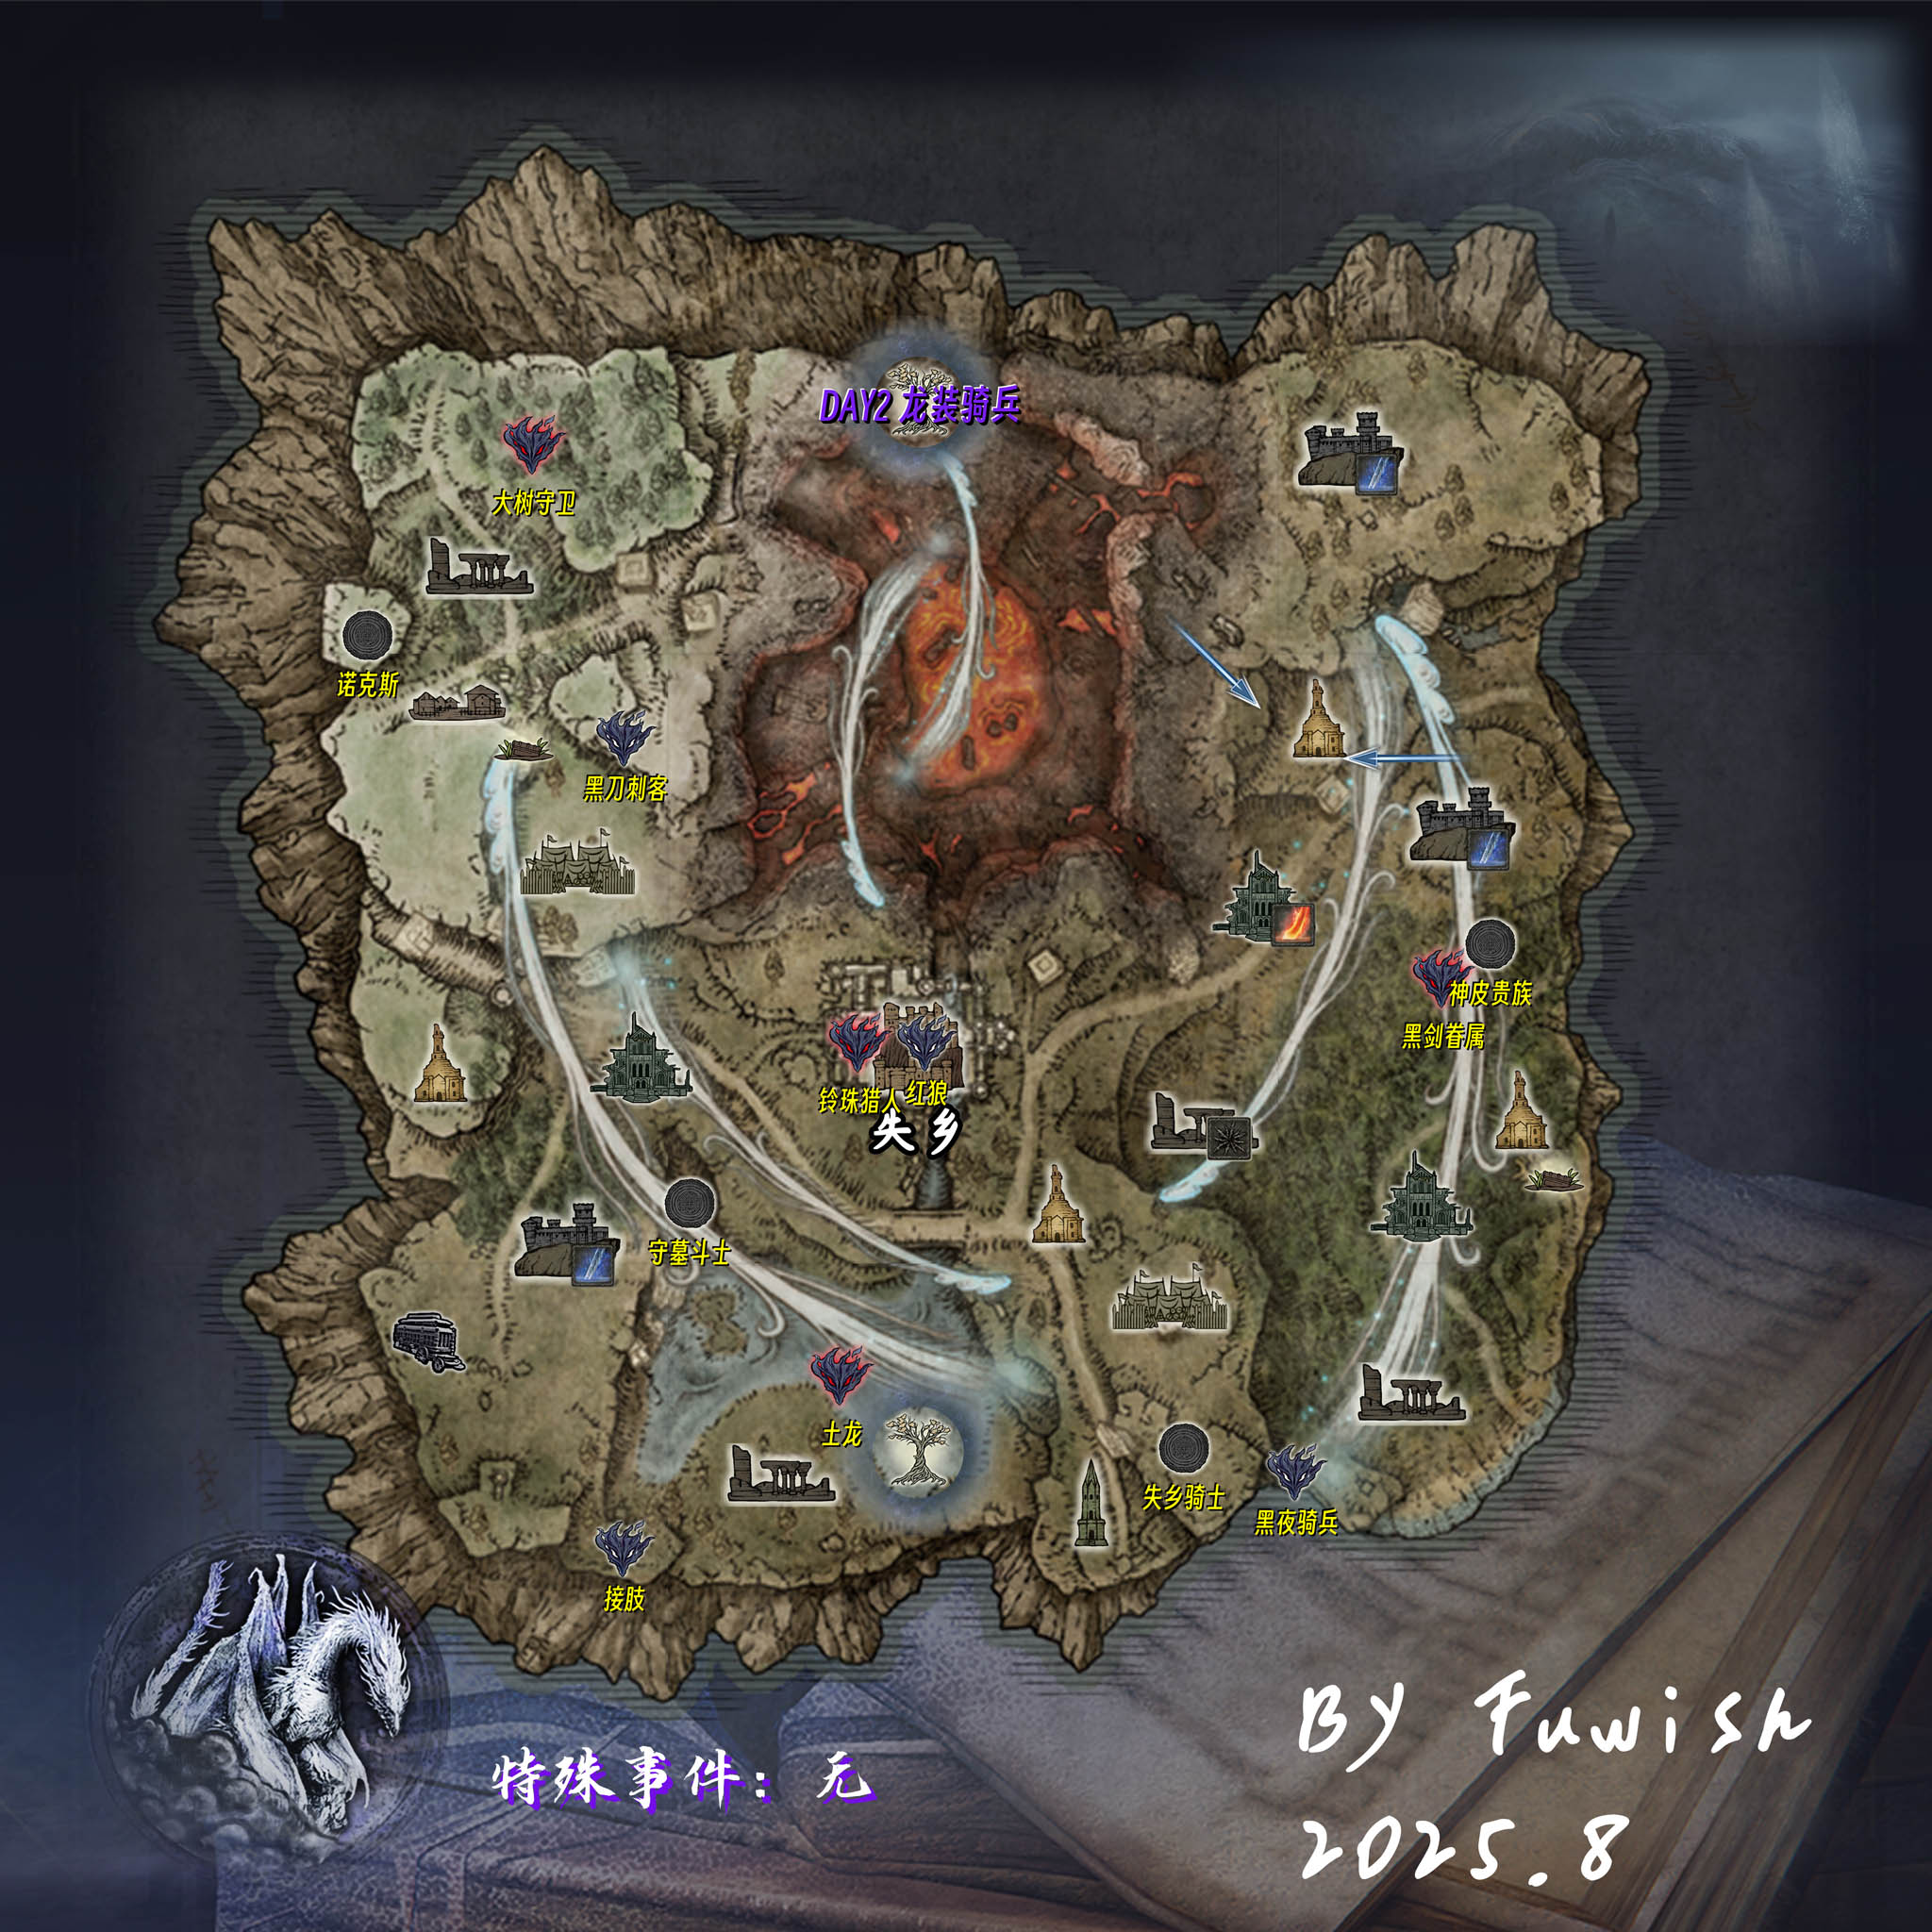 DAY2 龙装骑兵
大树守卫
诺克斯
黑刀刺客
神皮贵族
黑剑眷属
铃珠猎人
红狼
失乡
守墓斗士
土龙
失乡骑士
黑夜骑兵
接肢
BY Fuwish
特殊事件：无
2025.8